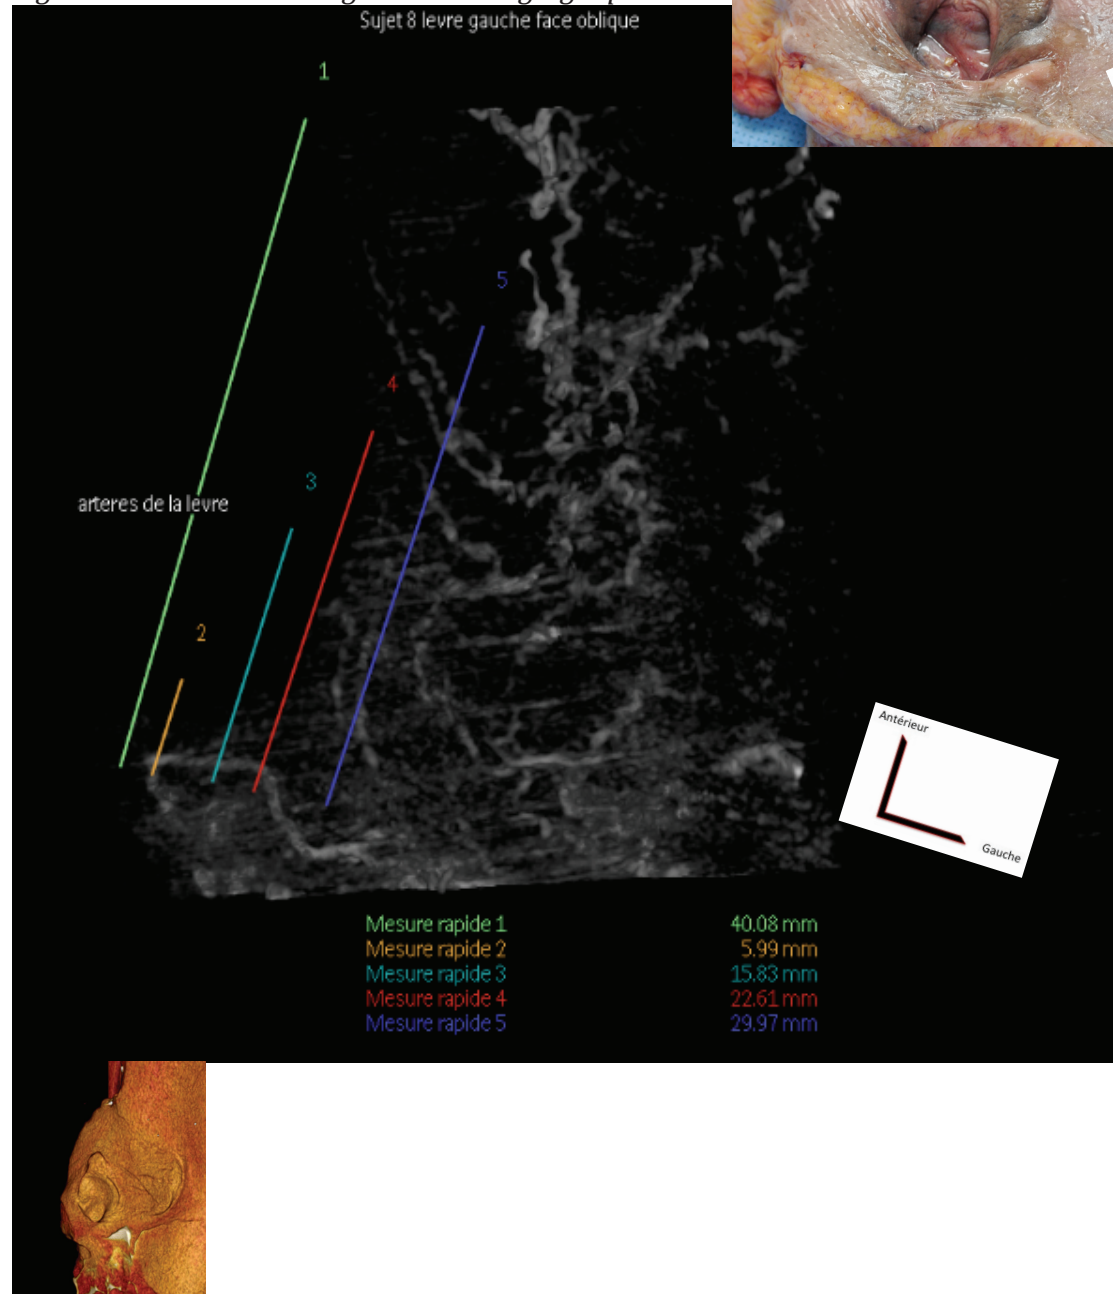 Sujet 8 levre gauche face oblique
1
5
4
3
arteres de la levre
2
Antérieur
Gauche
Mesure rapide 1 40.08 mm
Mesure rapide 2 5.99 mm
Mesure rapide 3 15.83 mm
Mesure rapide 4 22.61 mm
Mesure rapide 5 29.97 mm